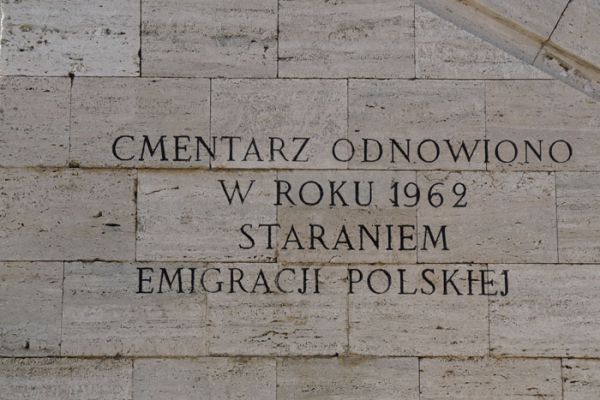 CMENTARZ ODNOWIONO
W ROKU 1962
STARANIEM
EMIGRACJI POLSKIEJ